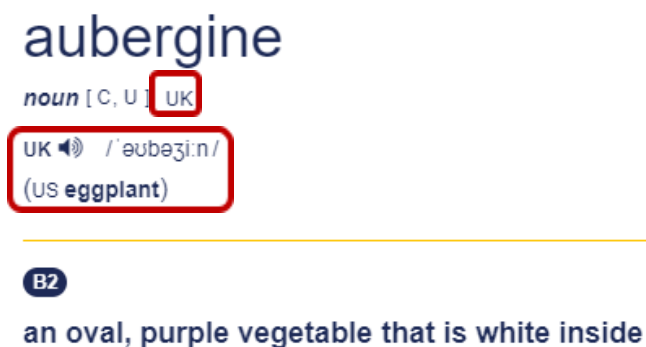 aubergine
noun [ C, U ] UK
UK /ˈəʊbəʒiːn/
(US eggplant)
B2
an oval, purple vegetable that is white inside